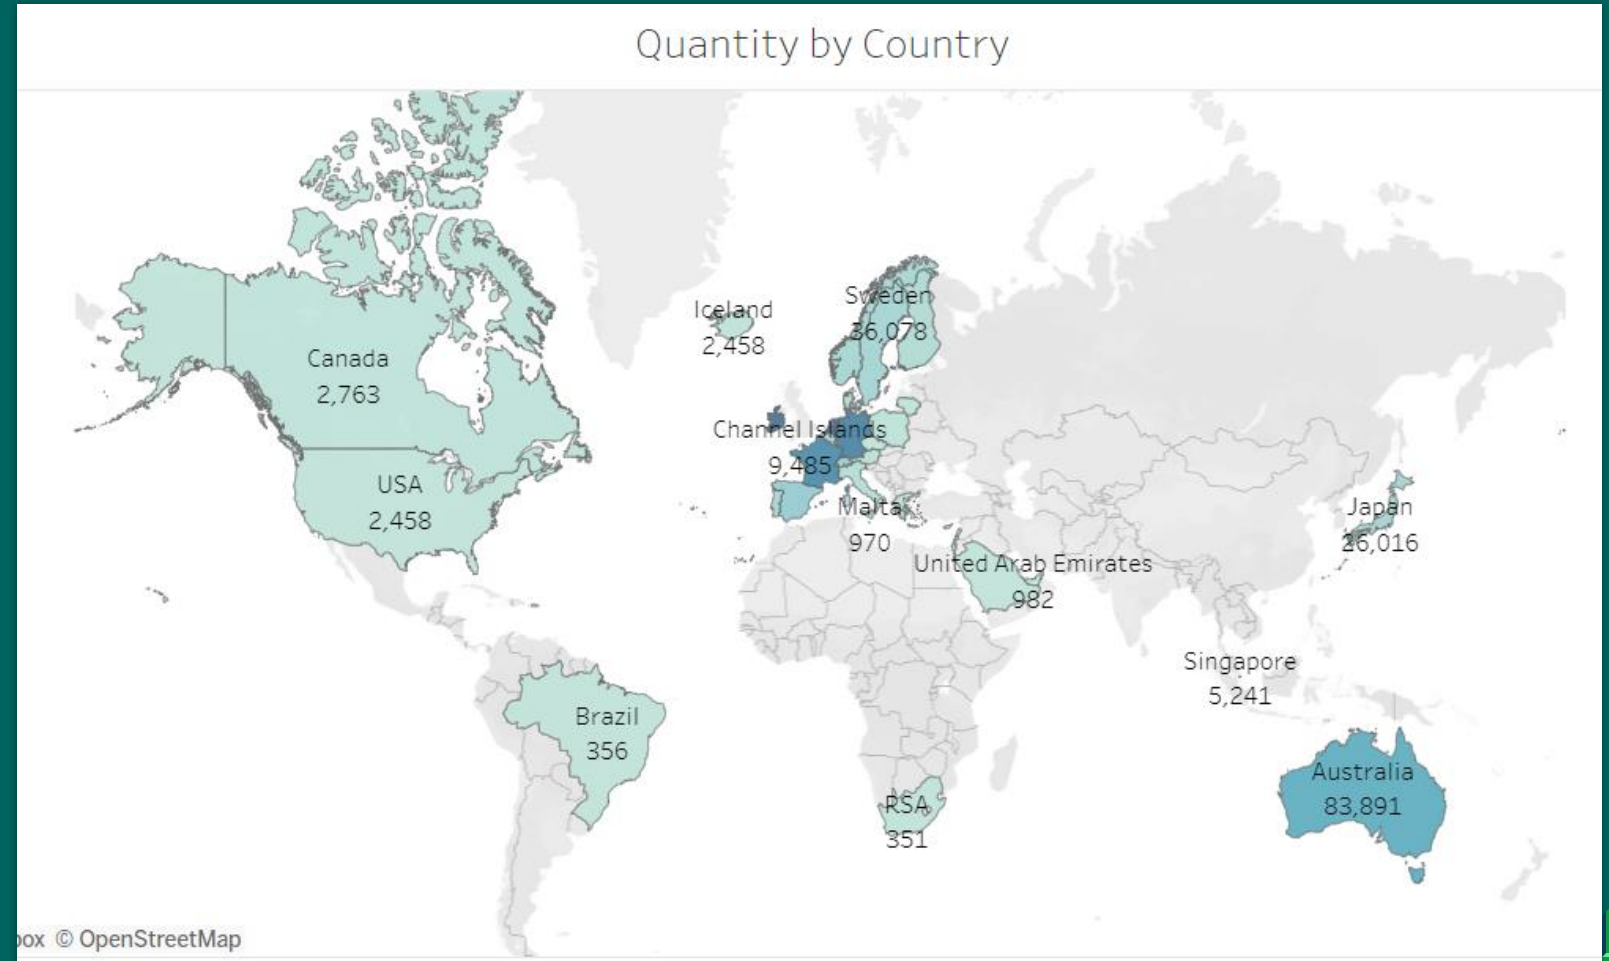 Quantity by Country
Iceland
2,458
Sweden
36,078
Canada
2,763
Channel Islands
9,485
USA
2,458
Malta
970
Japan
26,016
United Arab Emirates
982
Singapore
5,241
Brazil
356
Australia
83,891
RSA
351
© OpenStreetMap